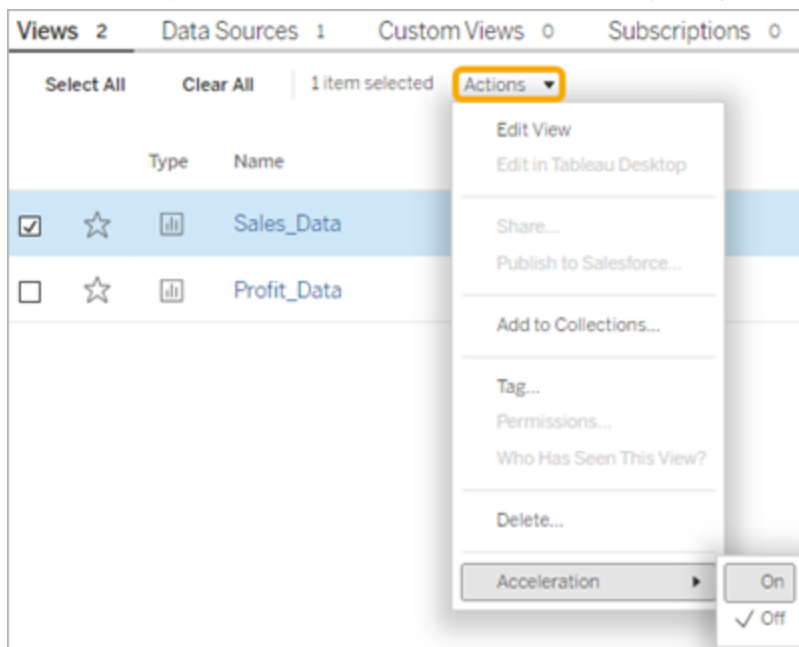 Views 2 Data Sources 1 Custom Views 0 Subscriptions 0
Select All Clear All 1 item selected Actions
Edit View
Type Name
Edit in Tableau Desktop
Sales_Data
Share...
Publish to Salesforce...
Profit_Data
Add to Collections...
Tag...
Permissions...
Who Has Seen This View?
Delete...
Acceleration On
Off